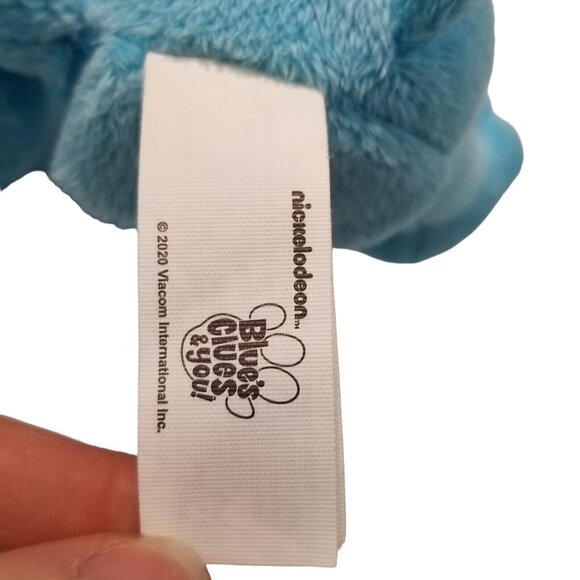 nickelodeon™
Blue's
Clues
& you!
© 2020 Viacom International Inc.